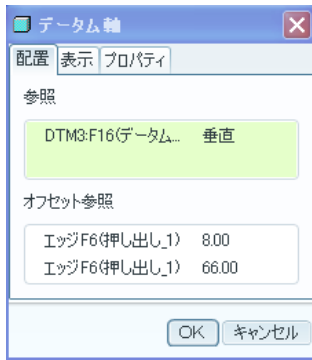 データム軸
配置 表示 プロパティ
参照
DTM3:F16(データム... 垂直
オフセット参照
エッジF6(押し出し_1) 8.00
エッジF6(押し出し_1) 66.00
OK キャンセル